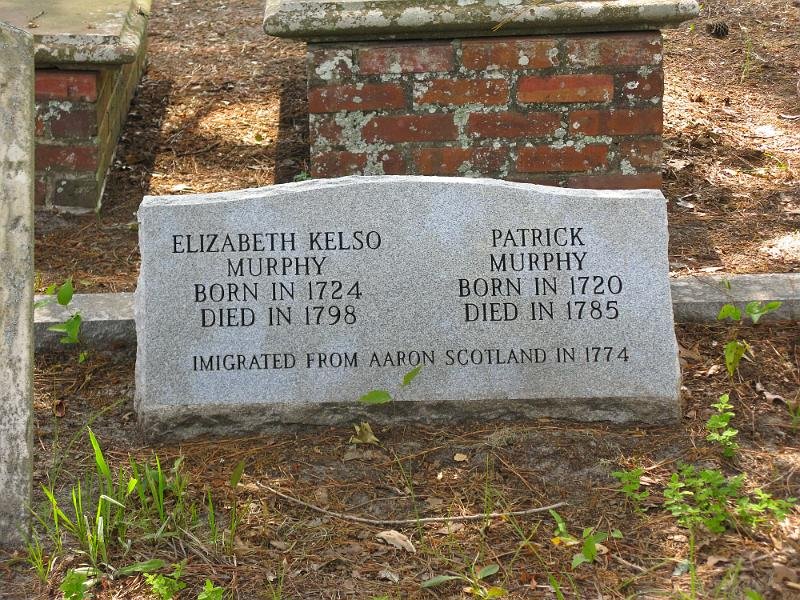 ELIZABETH KELSO
MURPHY
BORN IN 1724
DIED IN 1798
PATRICK
MURPHY
BORN IN 1720
DIED IN 1785
IMIGRATED FROM AARON SCOTLAND IN 1774